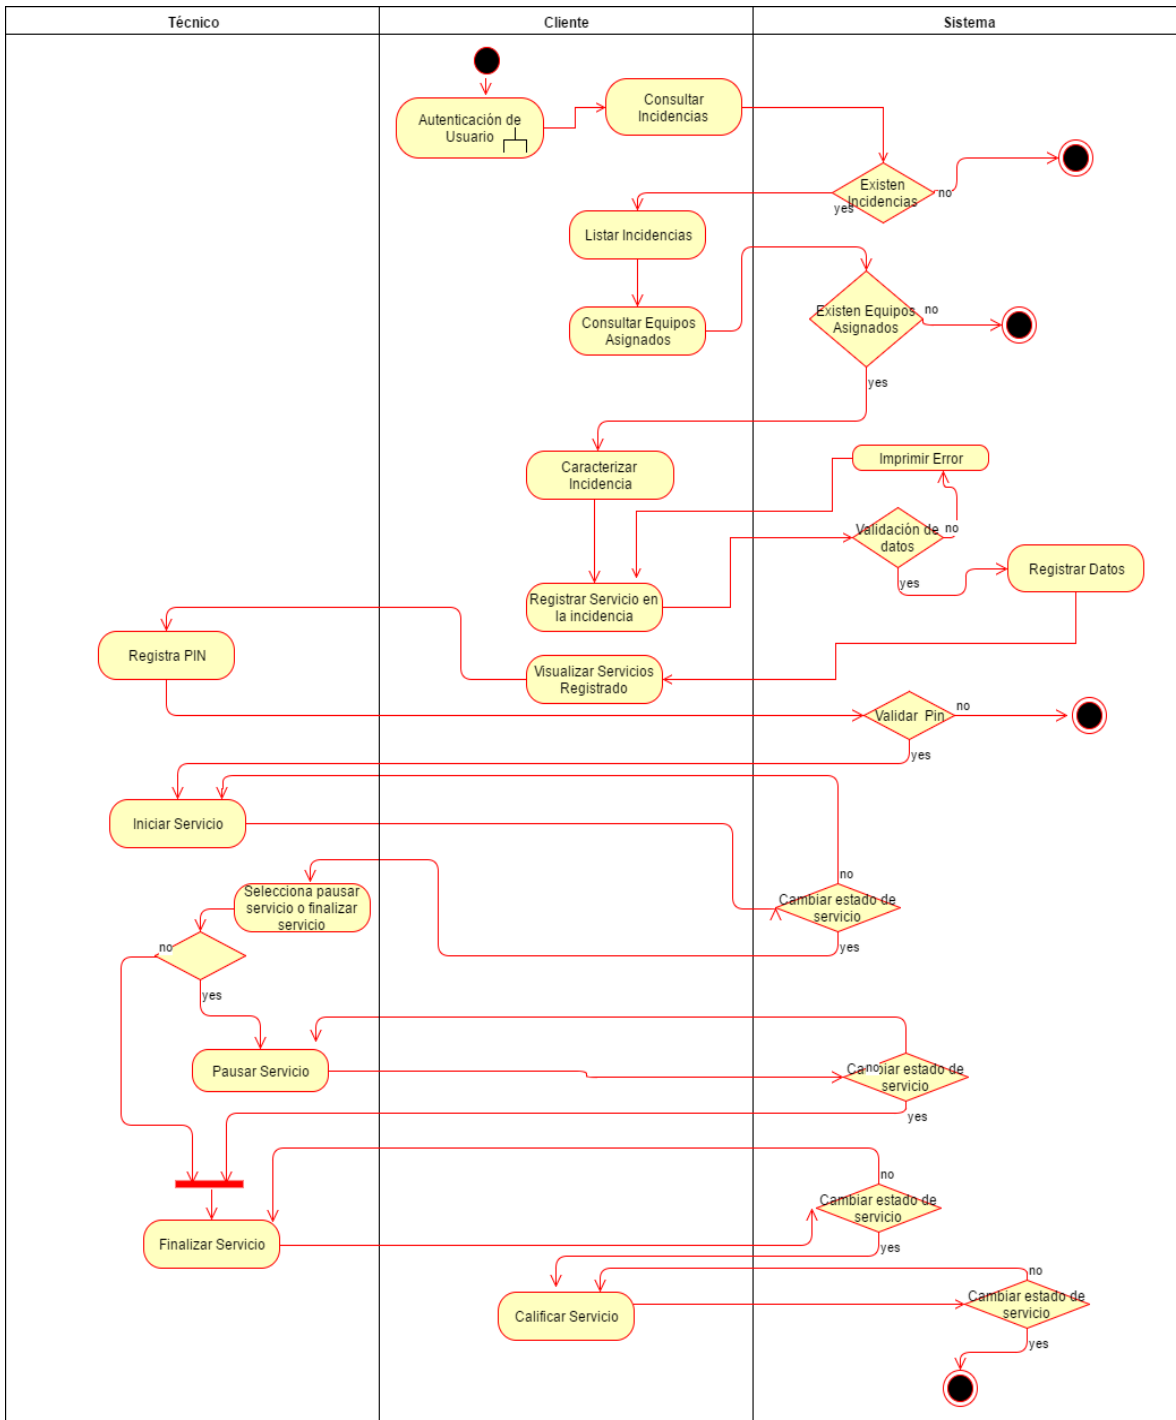 Técnico
Cliente
Sistema
Autenticación de
Usuario
Consultar
Incidencias
Existen
Incidencias
no
yes
Listar Incidencias
Consultar Equipos
Asignados
Existen Equipos
Asignados
no
yes
Caracterizar
Incidencia
Imprimir Error
Validación de
datos
no
yes
Registrar Datos
Registrar Servicio en
la incidencia
Registra PIN
Visualizar Servicios
Registrado
Validar Pin
no
yes
Iniciar Servicio
no
Cambiar estado de
servicio
yes
Selecciona pausar
servicio o finalizar
servicio
no
yes
Pausar Servicio
no
Cambiar estado de
servicio
yes
no
Cambiar estado de
servicio
yes
Finalizar Servicio
no
Cambiar estado de
servicio
yes
Calificar Servicio